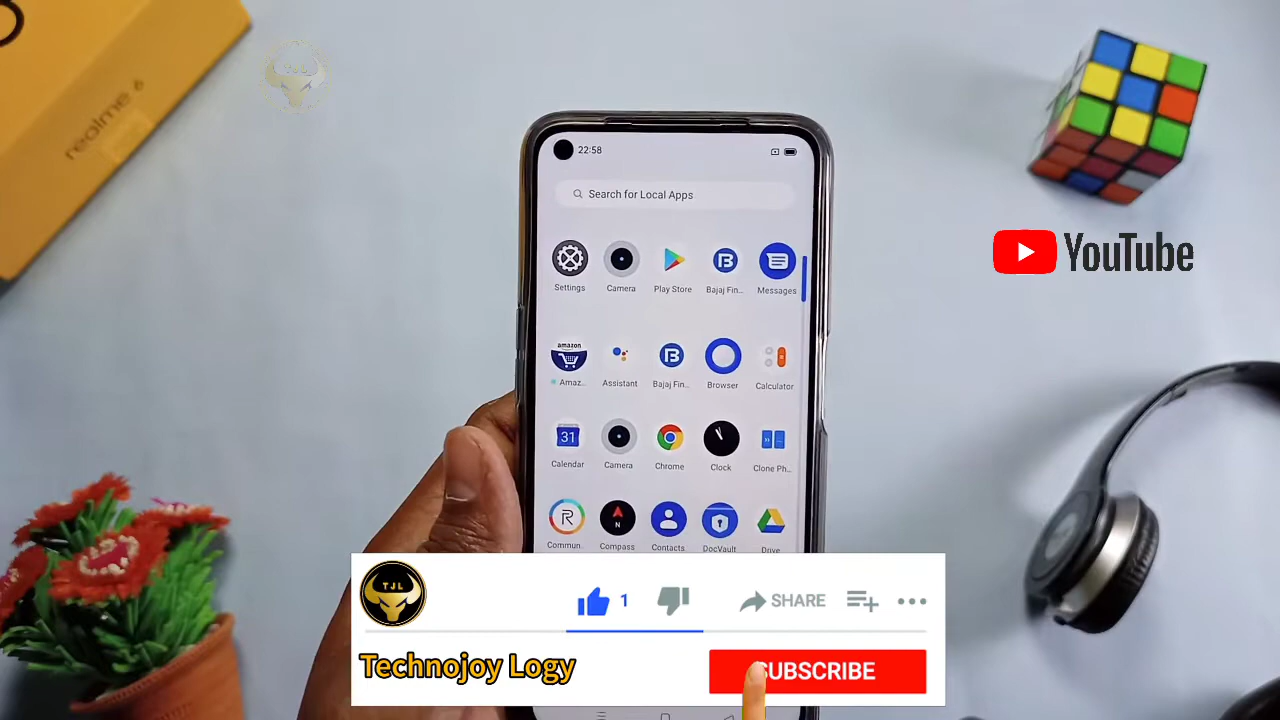 realme 6
TJL
22:58
Search for Local Apps
Settings Camera Play Store Bajaj Fin... Messages
amazon
Amaz... Assistant Bajaj Fin... Browser Calculator
31
Calendar Camera Chrome Clock Clone Ph...
R N
Commun.. Compass Contacts DocVault Drive
YouTube
TJL
1 SHARE
Technojoy Logy
SUBSCRIBE